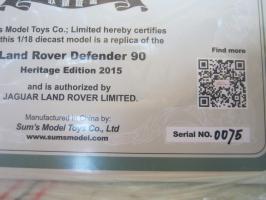 's Model Toys Co.; Limited hereby certifies
this 1/18 diecast model is a replica of the
Land Rover Defender 90
Heritage Edition 2015
and is authorized by
JAGUAR LAND ROVER LIMITED.
Manufactured in China by:
Sum's Model Toys Co., Ltd
www.sumsmodel.com
Find more
Serial NO. 0075